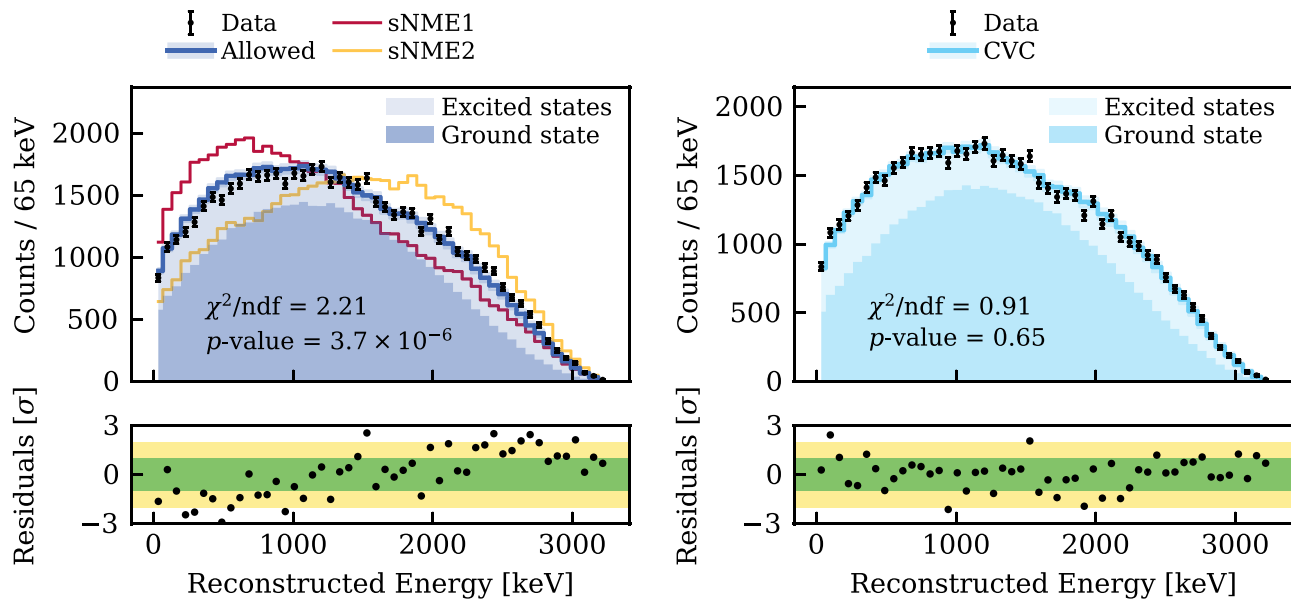 Data
Allowed
sNME1
sNME2
Excited states
Ground state
Counts / 65 keV
2000
1500
1000
500
0
χ²/ndf = 2.21
p-value = 3.7 × 10⁻⁶
Residuals [σ]
3
0
−3
0
1000
2000
3000
Reconstructed Energy [keV]
Data
CVC
Excited states
Ground state
Counts / 65 keV
2000
1500
1000
500
0
χ²/ndf = 0.91
p-value = 0.65
Residuals [σ]
3
0
−3
0
1000
2000
3000
Reconstructed Energy [keV]